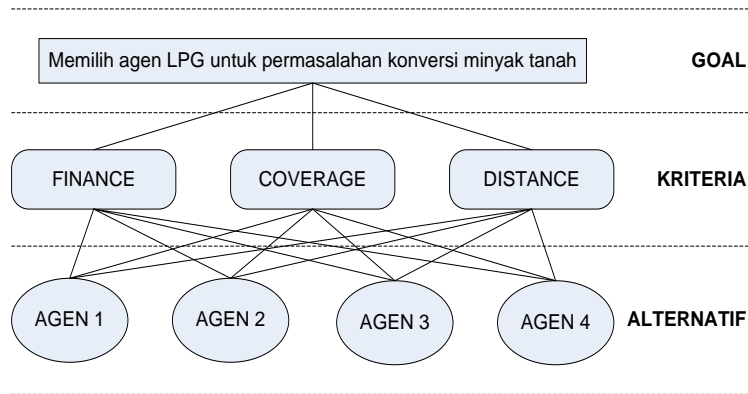 Memilih agen LPG untuk permasalahan konversi minyak tanah
GOAL
FINANCE
COVERAGE
DISTANCE
KRITERIA
AGEN 1
AGEN 2
AGEN 3
AGEN 4
ALTERNATIF